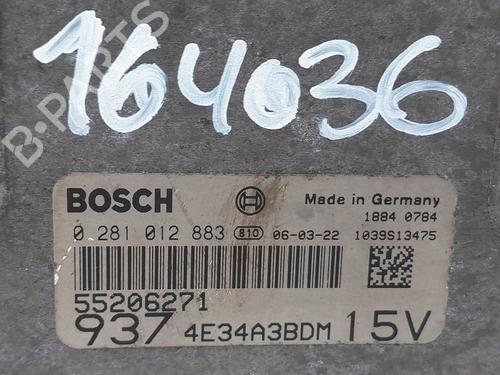 164036
B-PARTS
BOSCH
Made in Germany
1884 0784
0 281 012 883 B10 06-03-22 1039S13475
55206271
937 4E34A3BDM 15V